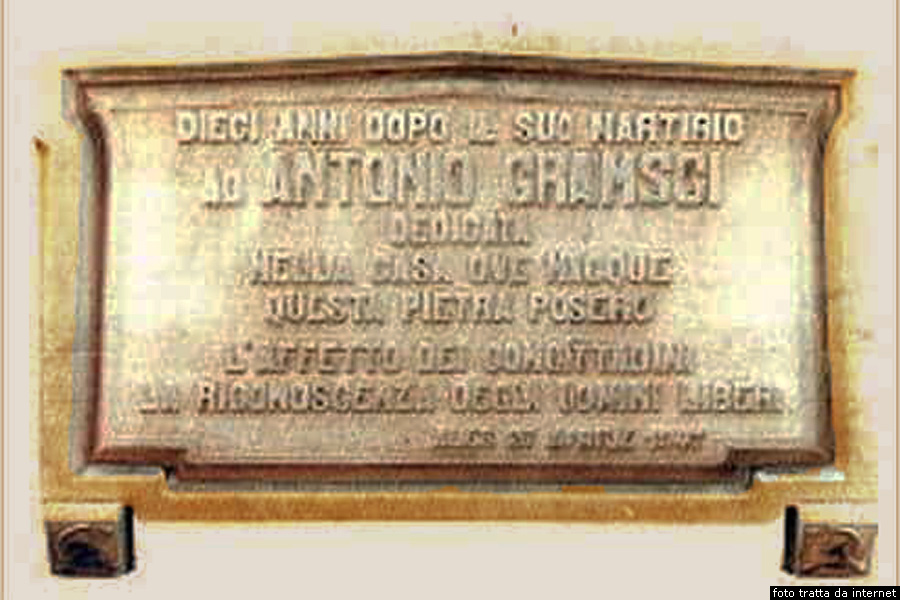 DIECI ANNI DOPO IL SUO MARTIRIO
AD ANTONIO GRAMSCI
DEDICATA
NELLA CASA OVE NACQUE
QUESTA PIETRA POSERO
L'AFFETTO DEI CONCITTADINI
LA RICONOSCENZA DEGLI UOMINI LIBERI
ALES 27 APRILE 1947
foto tratta da internet